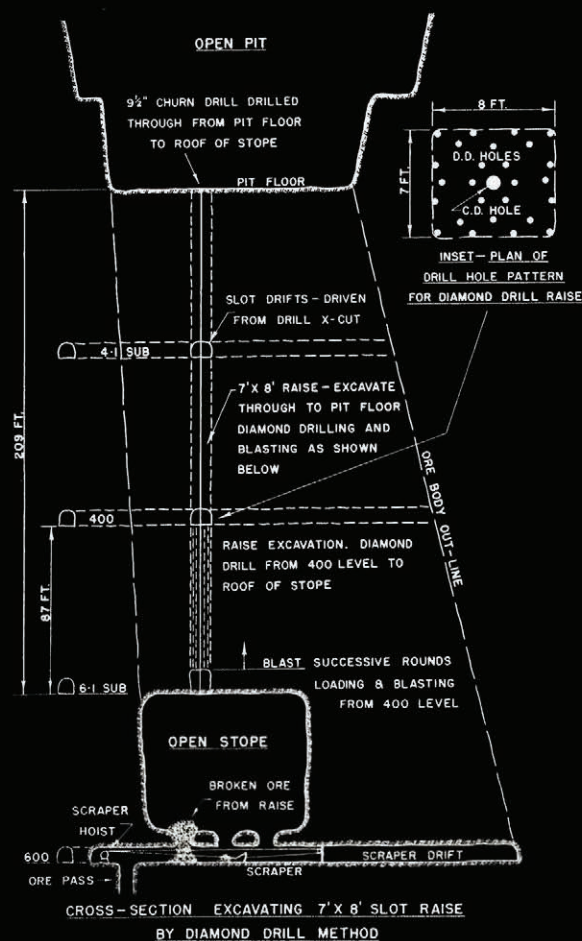 OPEN PIT
9½" CHURN DRILL DRILLED
THROUGH FROM PIT FLOOR
TO ROOF OF STOPE
PIT FLOOR
8 FT.
7 FT.
D.D. HOLES
C.D. HOLE
INSET-PLAN OF
DRILL HOLE PATTERN
FOR DIAMOND DRILL RAISE
SLOT DRIFTS-DRIVEN
FROM DRILL X-CUT
4-1 SUB
7' X 8' RAISE-EXCAVATE
THROUGH TO PIT FLOOR
DIAMOND DRILLING AND
BLASTING AS SHOWN
BELOW
209 FT.
ORE BODY OUT-LINE
400
RAISE EXCAVATION. DIAMOND
DRILL FROM 400 LEVEL TO
ROOF OF STOPE
87 FT.
BLAST SUCCESSIVE ROUNDS
LOADING & BLASTING
FROM 400 LEVEL
6-1 SUB
OPEN STOPE
BROKEN ORE
FROM RAISE
SCRAPER
HOIST
600
SCRAPER DRIFT
SCRAPER
ORE PASS
CROSS-SECTION EXCAVATING 7' X 8' SLOT RAISE
BY DIAMOND DRILL METHOD